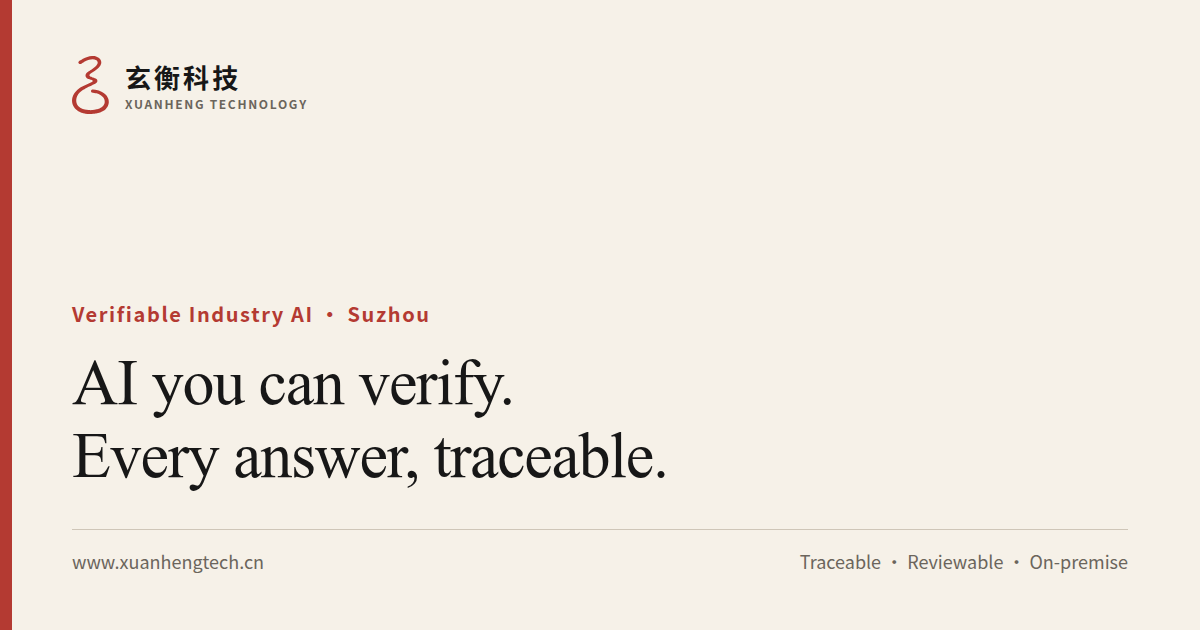 玄衡科技
XUANHENG TECHNOLOGY
Verifiable Industry AI • Suzhou
AI you can verify.
Every answer, traceable.
www.xuanhengtech.cn
Traceable • Reviewable • On-premise